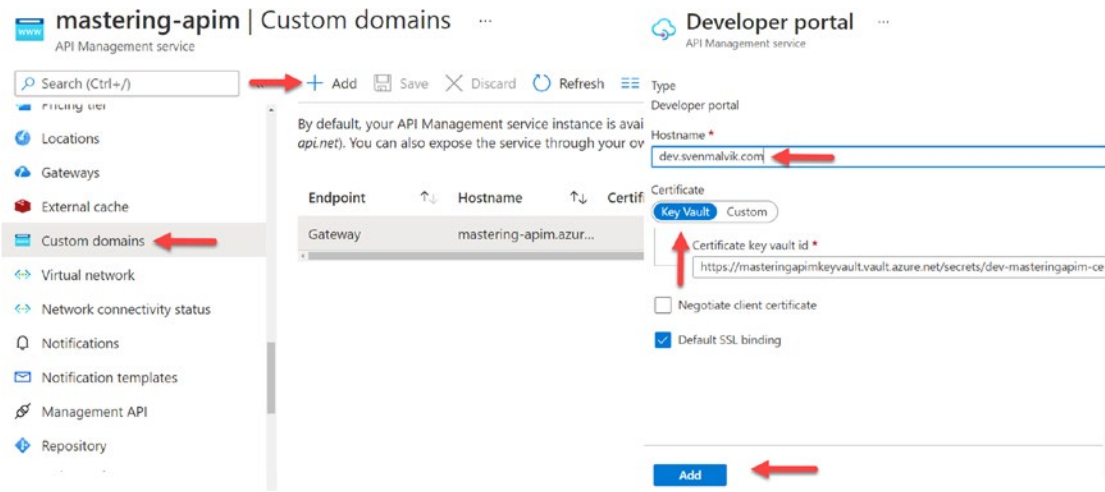 mastering-apim | Custom domains ...
API Management service
Search (Ctrl+/)
Pricing tier
Locations
Gateways
External cache
Custom domains
Virtual network
Network connectivity status
Notifications
Notification templates
Management API
Repository
+ Add Save Discard Refresh
By default, your API Management service instance is avai
api.net). You can also expose the service through your ow
Endpoint ↑↓ Hostname ↑↓ Certif
Gateway mastering-apim.azur...
Developer portal ...
API Management service
Type
Developer portal
Hostname *
dev.svenmalvik.com
Certificate
Key Vault Custom
Certificate key vault id *
https://masteringapimkeyvault.vault.azure.net/secrets/dev-masteringapim-ce
Negotiate client certificate
Default SSL binding
Add